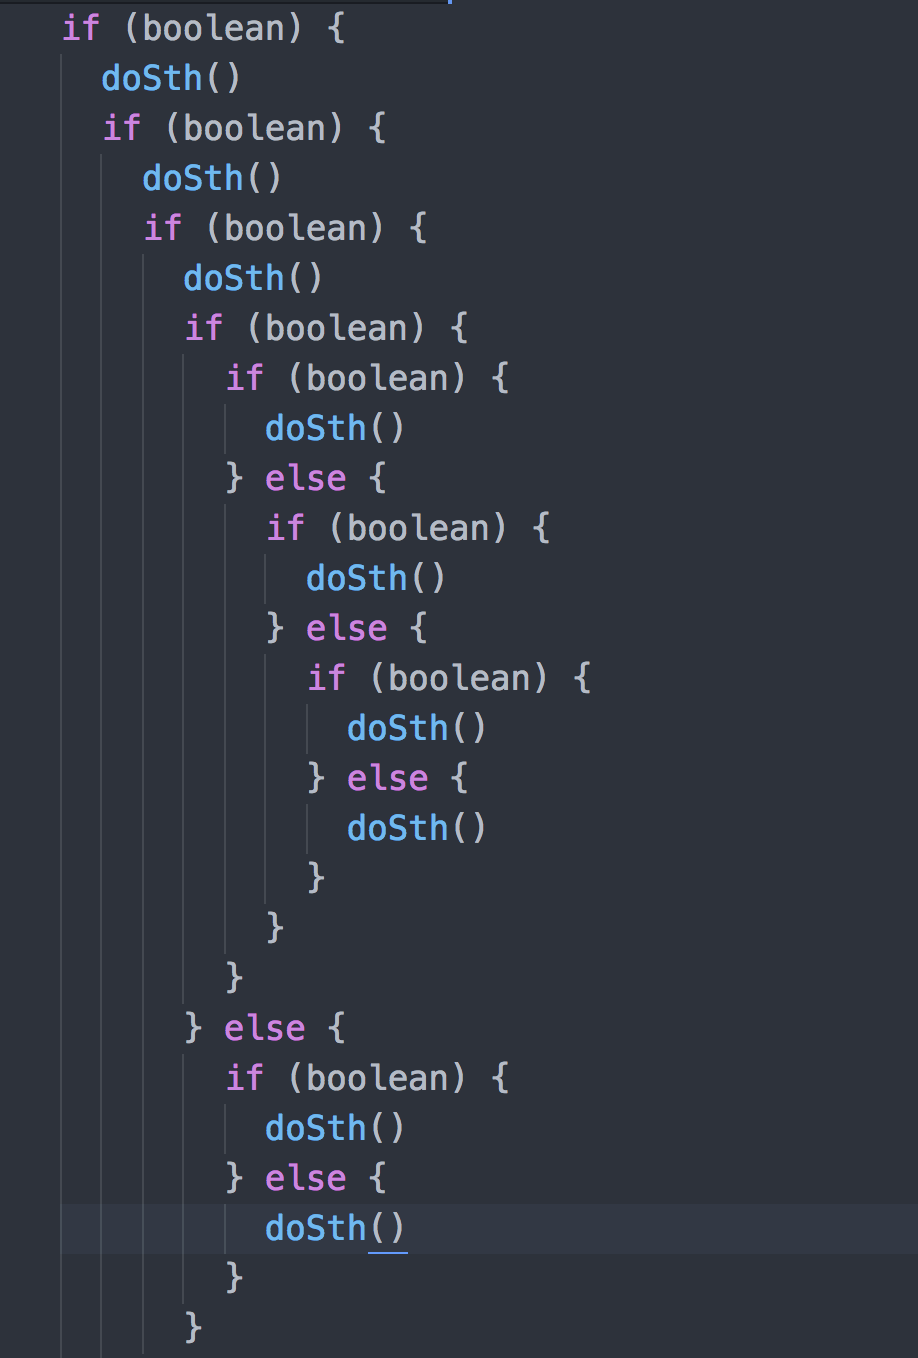 if (boolean) {
doSth()
if (boolean) {
doSth()
if (boolean) {
doSth()
if (boolean) {
if (boolean) {
doSth()
} else {
if (boolean) {
doSth()
} else {
if (boolean) {
doSth()
} else {
doSth()
}
}
}
} else {
if (boolean) {
doSth()
} else {
doSth()
}
}